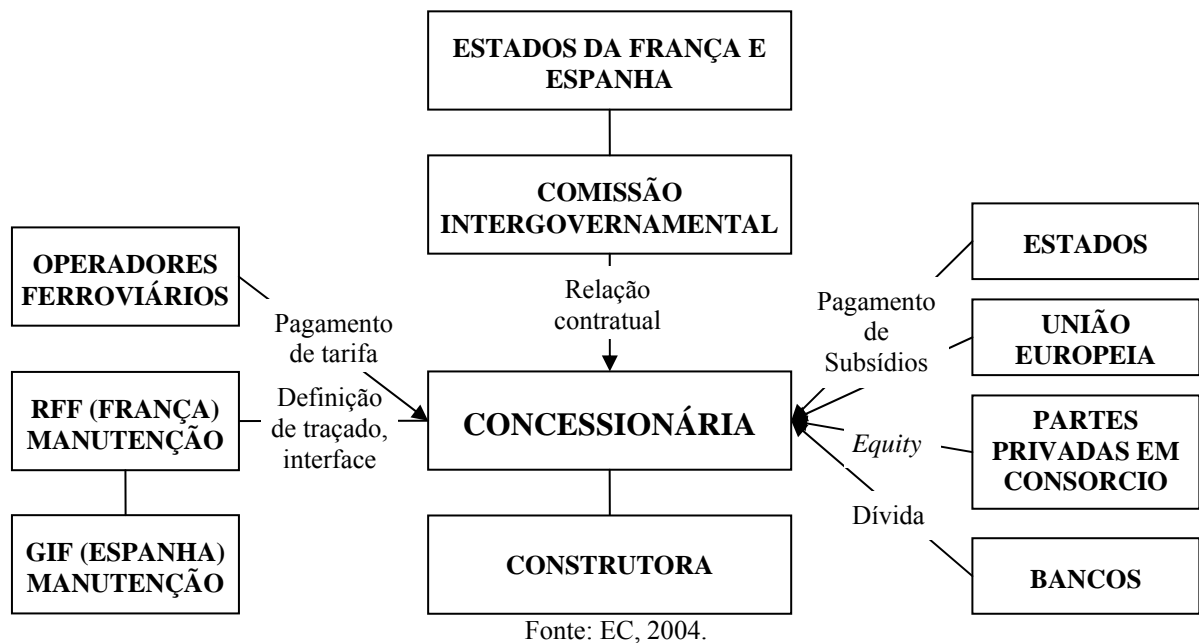 ESTADOS DA FRANÇA E
ESPANHA
COMISSÃO
INTERGOVERNAMENTAL
OPERADORES
FERROVIÁRIOS
Pagamento
de tarifa
Relação
contratual
Pagamento
de
Subsídios
ESTADOS
UNIÃO
EUROPEIA
RFF (FRANÇA)
MANUTENÇÃO
Definição
de traçado,
interface
CONCESSIONÁRIA
Equity
PARTES
PRIVADAS EM
CONSORCIO
GIF (ESPANHA)
MANUTENÇÃO
CONSTRUTORA
Dívida
BANCOS
Fonte: EC, 2004.